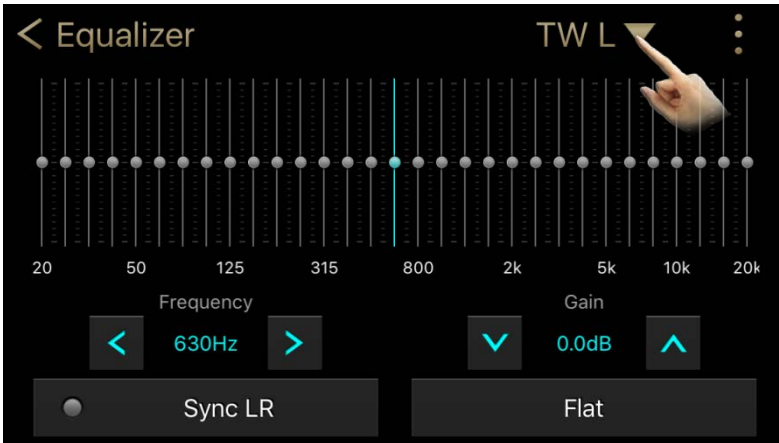 Equalizer TW L
20 50 125 315 800 2k 5k 10k 20k
Frequency Gain
630Hz 0.0dB
Sync LR Flat